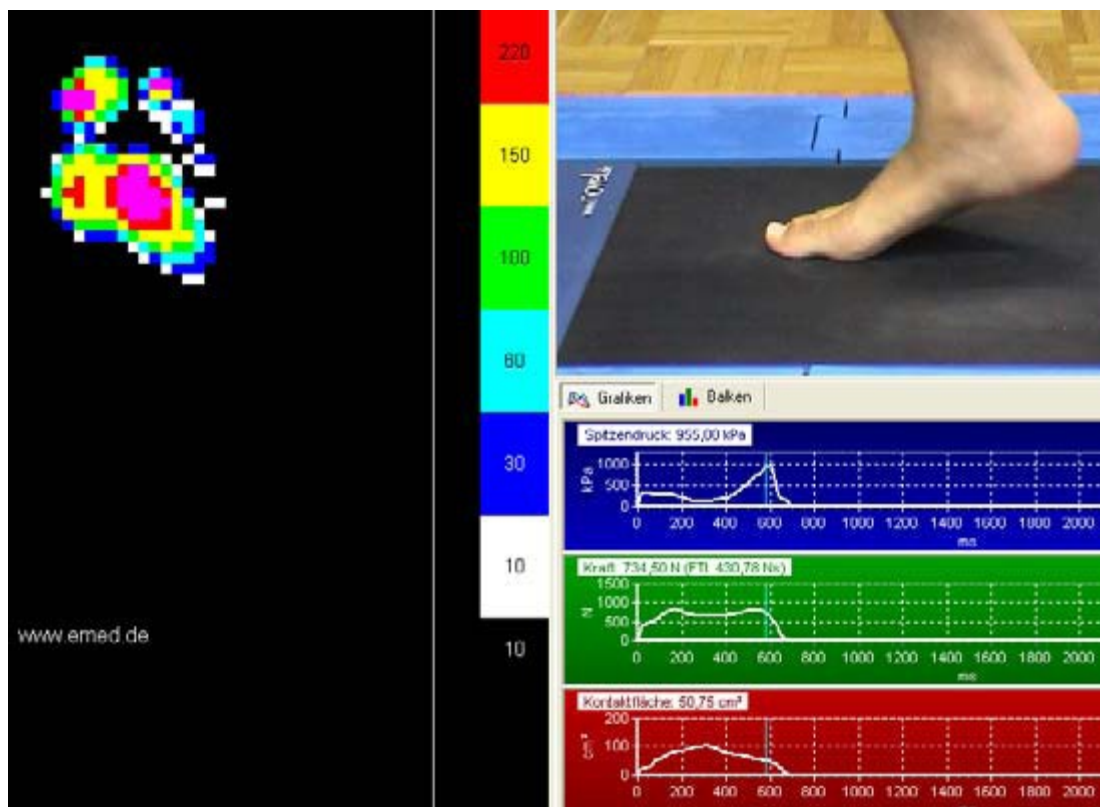 220
150
100
60
30
10
10
www.emed.de
Grafiken
Balken
Spitzendruck: 955,00 kPa
kPa
1000
500
0
0 200 400 600 800 1000 1200 1400 1600 1800 2000
ms
Kraft: 734,50 N (FTI: 430,78 Ns)
N
1500
1000
500
0
0 200 400 600 800 1000 1200 1400 1600 1800 2000
ms
Kontaktfläche: 50,75 cm²
cm²
200
100
0
0 200 400 600 800 1000 1200 1400 1600 1800 2000